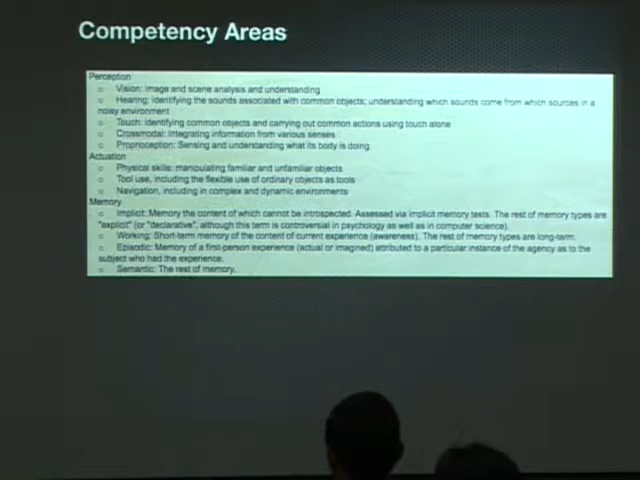 Competency Areas
Perception
o Vision: image and scene analysis and understanding
o Hearing: identifying the sounds associated with common objects; understanding which sounds come from which sources in a
noisy environment
o Touch: identifying common objects and carrying out common actions using touch alone
o Crossmodal: Integrating information from various senses
o Proprioception: Sensing and understanding what its body is doing
Actuation
o Physical skills: manipulating familiar and unfamiliar objects
o Tool use, including the flexible use of ordinary objects as tools
o Navigation, including in complex and dynamic environments
Memory
o Implicit: Memory the content of which cannot be introspected. Assessed via implicit memory tests. The rest of memory types are
"explicit" (or "declarative", although this term is controversial in psychology as well as in computer science).
o Working: Short-term memory of the content of current experience (awareness). The rest of memory types are long-term.
o Episodic: Memory of a first-person experience (actual or imagined) attributed to a particular instance of the agency as to the
subject who had the experience.
o Semantic: The rest of memory.